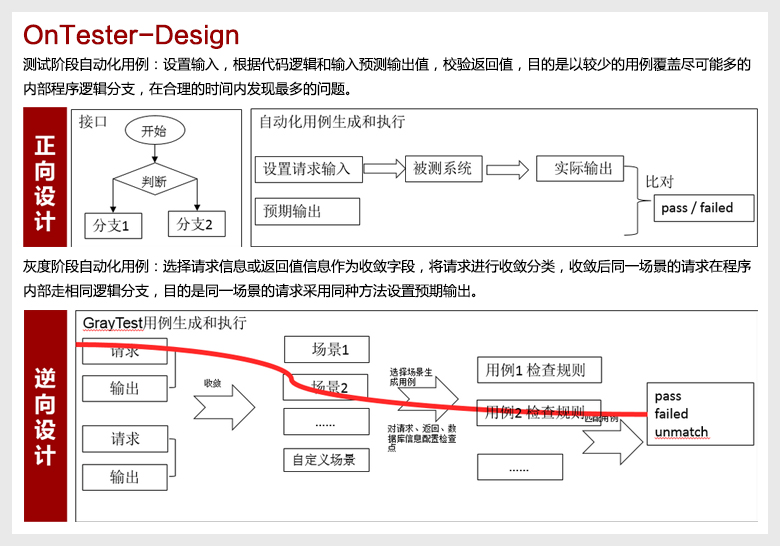 OnTester-Design
测试阶段自动化用例：设置输入，根据代码逻辑和输入预测输出值，校验返回值，目的是以较少的用例覆盖尽可能多的
内部程序逻辑分支，在合理的时间内发现最多的问题。
正向设计
接口
开始
判断
分支1
分支2
自动化用例生成和执行
设置请求输入
被测系统
实际输出
预期输出
比对
pass / failed
灰度阶段自动化用例：选择请求信息或返回值信息作为收敛字段，将请求进行收敛分类，收敛后同一场景的请求在程序
内部走相同逻辑分支，目的是同一场景的请求采用同种方法设置预期输出。
逆向设计
GrayTest用例生成和执行
请求
输出
请求
输出
收敛
场景1
场景2
......
自定义场景
选择场景生
成用例
对请求、返回、数
据库信息配置检查
点
用例1 检查规则
用例2 检查规则
......
匹配用例
pass
failed
unmatch